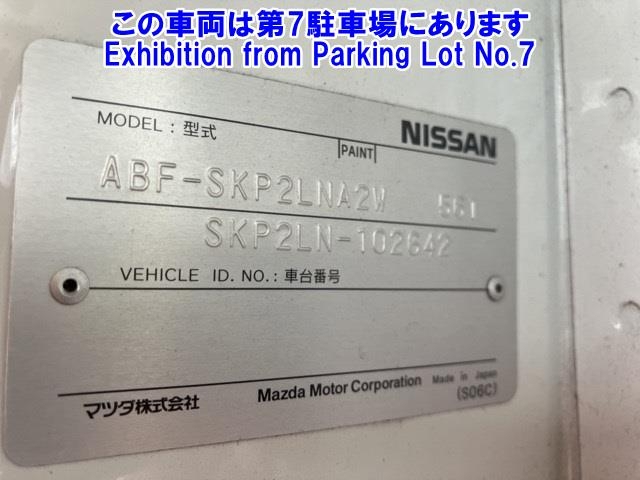 この車両は第7駐車場にあります
Exhibition from Parking Lot No.7
MODEL : 型式
PAINT
NISSAN
ABF-SKP2LNA2W 561
SKP2LN-102642
VEHICLE ID. NO. : 車台番号
マツダ株式会社 Mazda Motor Corporation Made in Japan
(S06C)